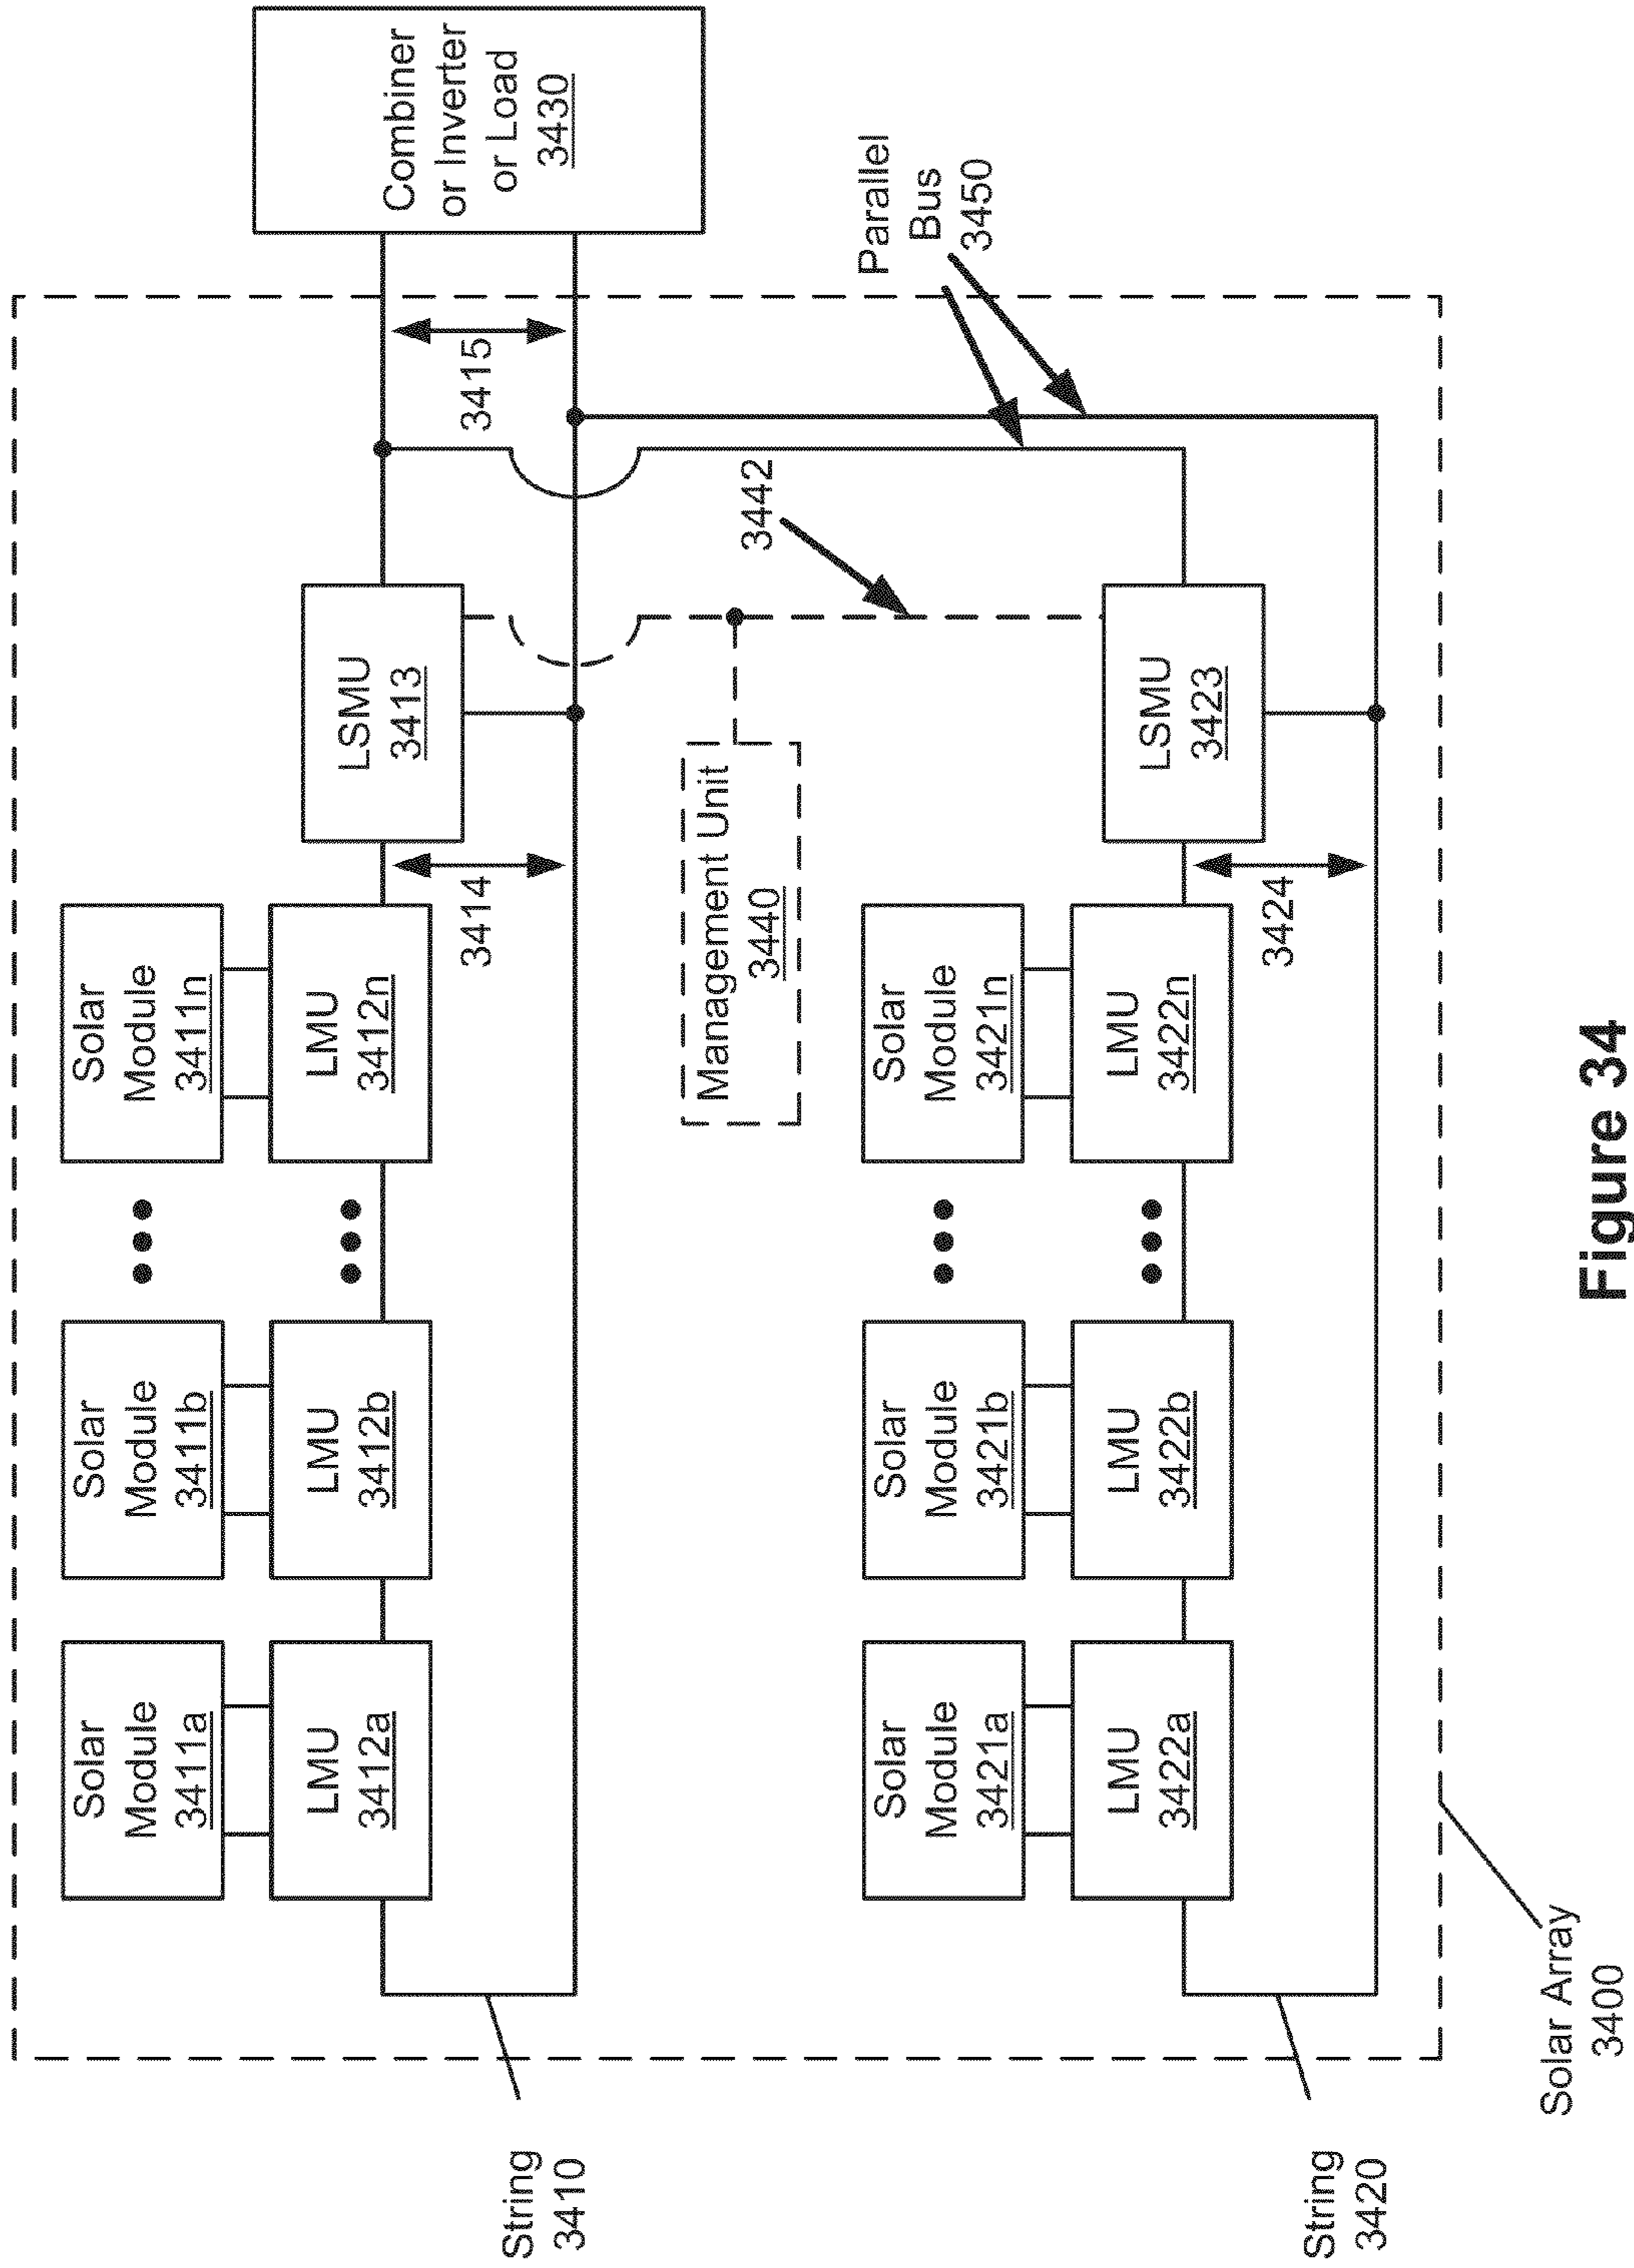 Solar
Module
3411a
Solar
Module
3411b
Solar
Module
3411n
LMU
3412a
LMU
3412b
LMU
3412n
LSMU
3413
Combiner
or Inverter
or Load
3430
3414
3415
String
3410
Management Unit
3440
3442
Parallel
Bus
3450
Solar
Module
3421a
Solar
Module
3421b
Solar
Module
3421n
LMU
3422a
LMU
3422b
LMU
3422n
LSMU
3423
3424
String
3420
Solar Array
3400
Figure 34